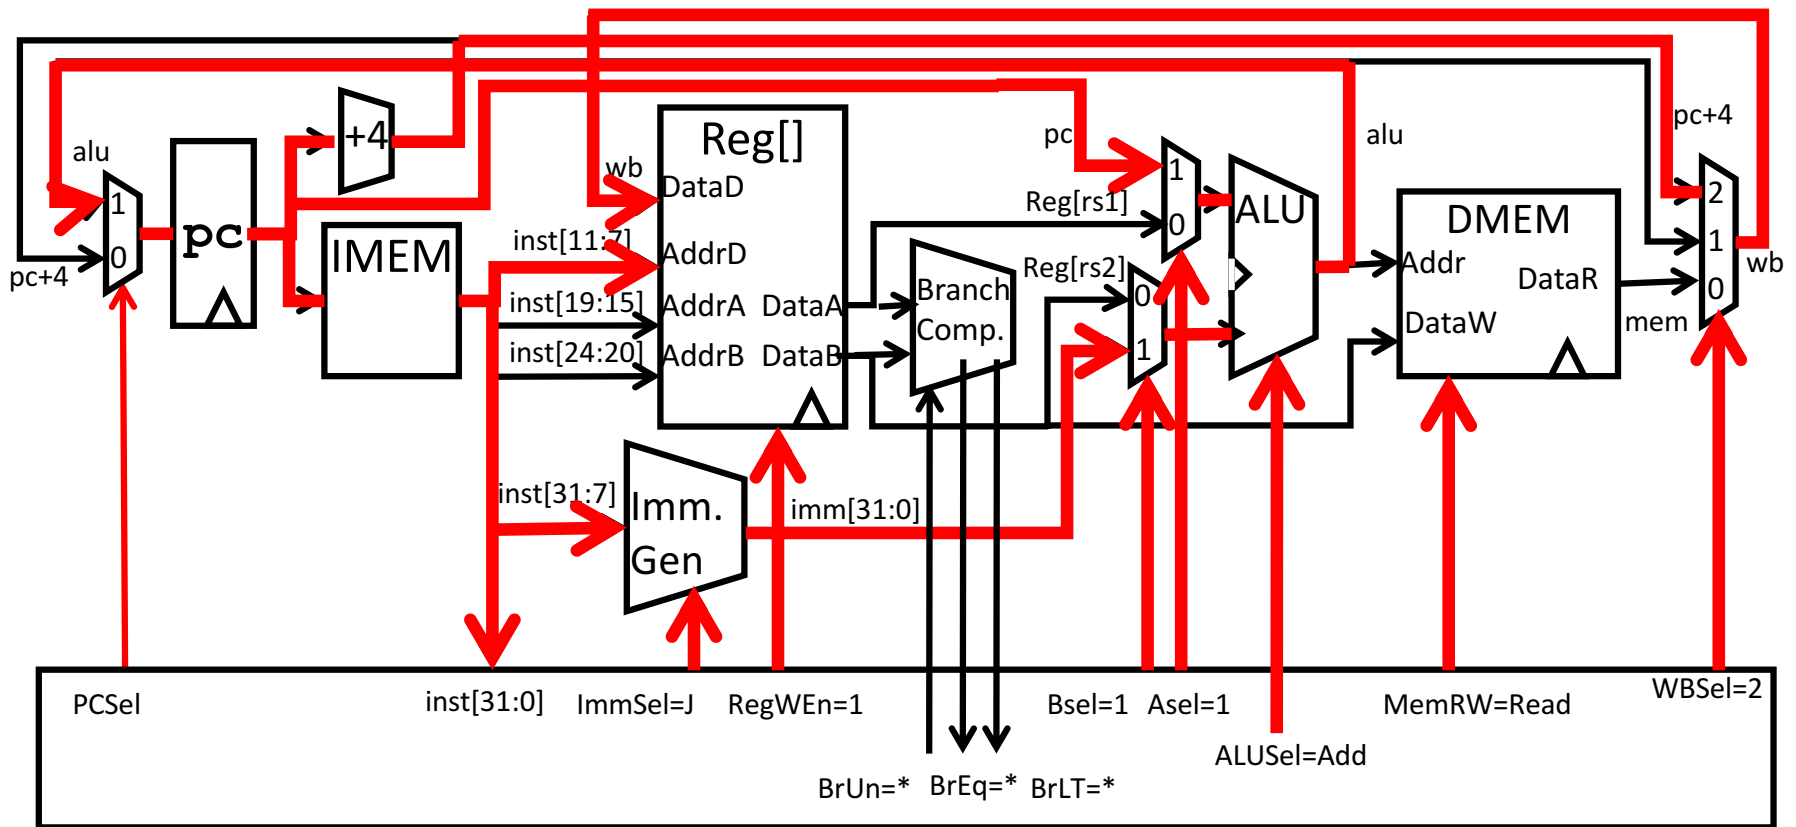 pc+4
alu
1
0
pc
+4
IMEM
wb
Reg[]
DataD
inst[11:7]
AddrD
inst[19:15]
AddrA
DataA
inst[24:20]
AddrB
DataB
inst[31:7]
Imm.
Gen
imm[31:0]
Branch
Comp.
pc
Reg[rs1]
Reg[rs2]
1
0
0
1
ALU
alu
DMEM
Addr
DataR
DataW
mem
pc+4
2
1
0
wb
PCSel
inst[31:0]
ImmSel=J
RegWEn=1
BrUn=*
BrEq=*
BrLT=*
Bsel=1
Asel=1
ALUSel=Add
MemRW=Read
WBSel=2